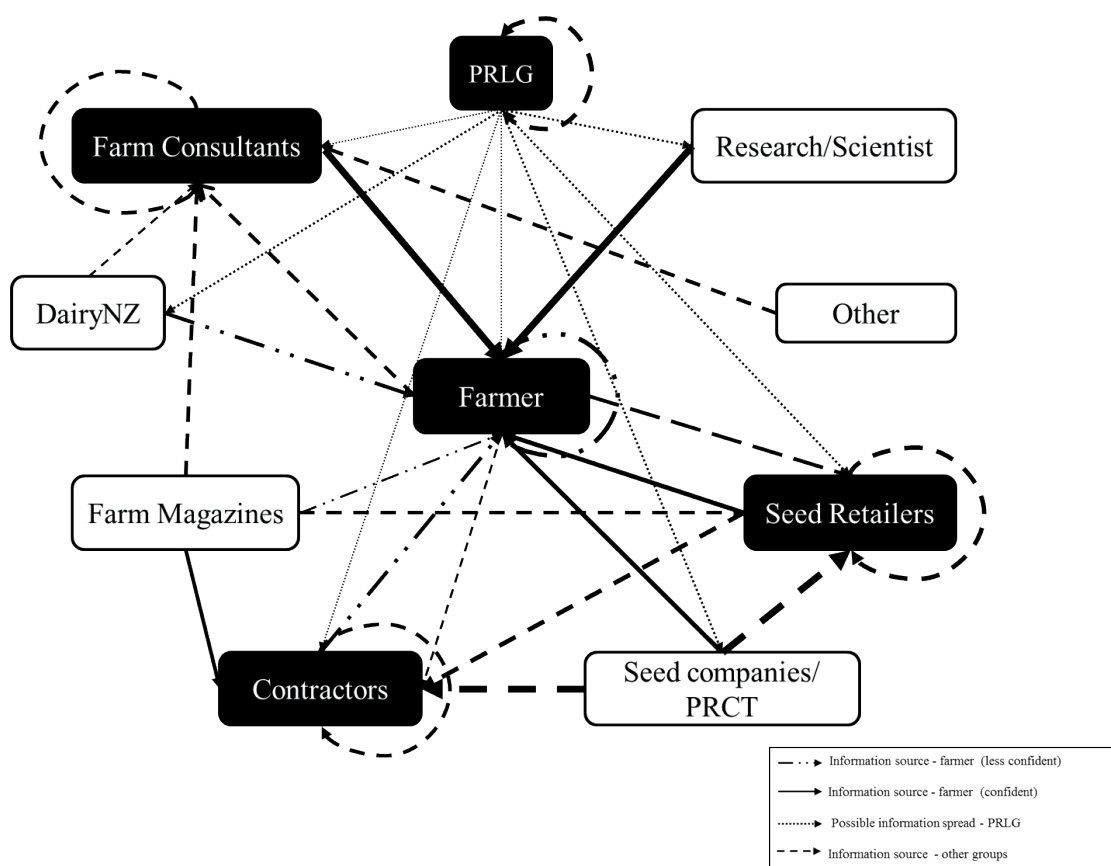 PRLG
Farm Consultants
Research/Scientist
DairyNZ
Other
Farmer
Farm Magazines
Seed Retailers
Contractors
Seed companies/
PRCT
Information source - farmer (less confident)
Information source - farmer (confident)
Possible information spread - PRLG
Information source - other groups